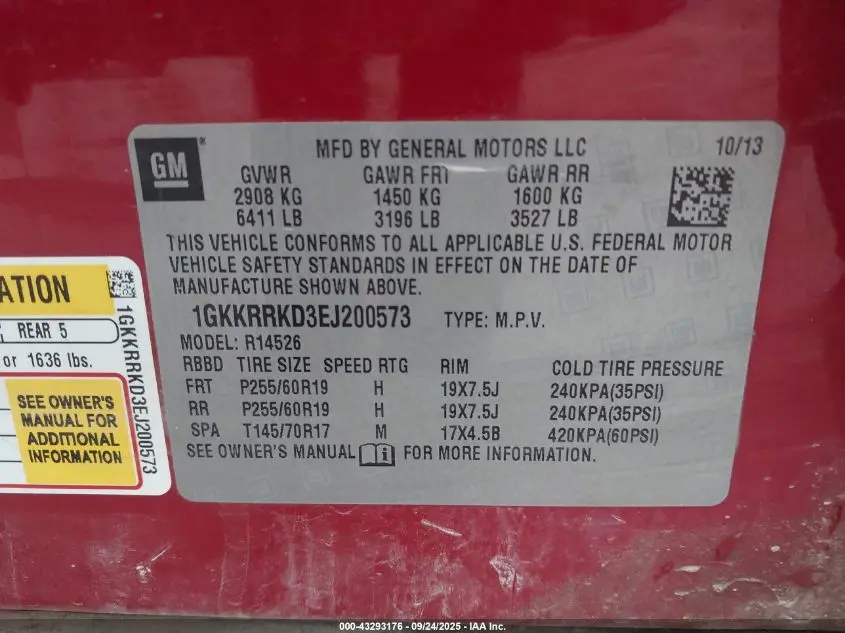 GM
MFD BY GENERAL MOTORS LLC 10/13
GVWR GAWR FRT GAWR RR
2908 KG 1450 KG 1600 KG
6411 LB 3196 LB 3527 LB
THIS VEHICLE CONFORMS TO ALL APPLICABLE U.S. FEDERAL MOTOR
VEHICLE SAFETY STANDARDS IN EFFECT ON THE DATE OF
MANUFACTURE SHOWN ABOVE.
1GKKRRKD3EJ200573 TYPE: M.P.V.
MODEL: R14526
RBBD TIRE SIZE SPEED RTG RIM COLD TIRE PRESSURE
FRT P255/60R19 H 19X7.5J 240KPA(35PSI)
RR P255/60R19 H 19X7.5J 240KPA(35PSI)
SPA T145/70R17 M 17X4.5B 420KPA(60PSI)
SEE OWNER'S MANUAL FOR MORE INFORMATION.
ATION
REAR 5
or 1636 lbs.
SEE OWNER'S
MANUAL FOR
ADDITIONAL
INFORMATION
1GKKRRKD3EJ200573
000-43293176 - 09/24/2025 - IAA Inc.